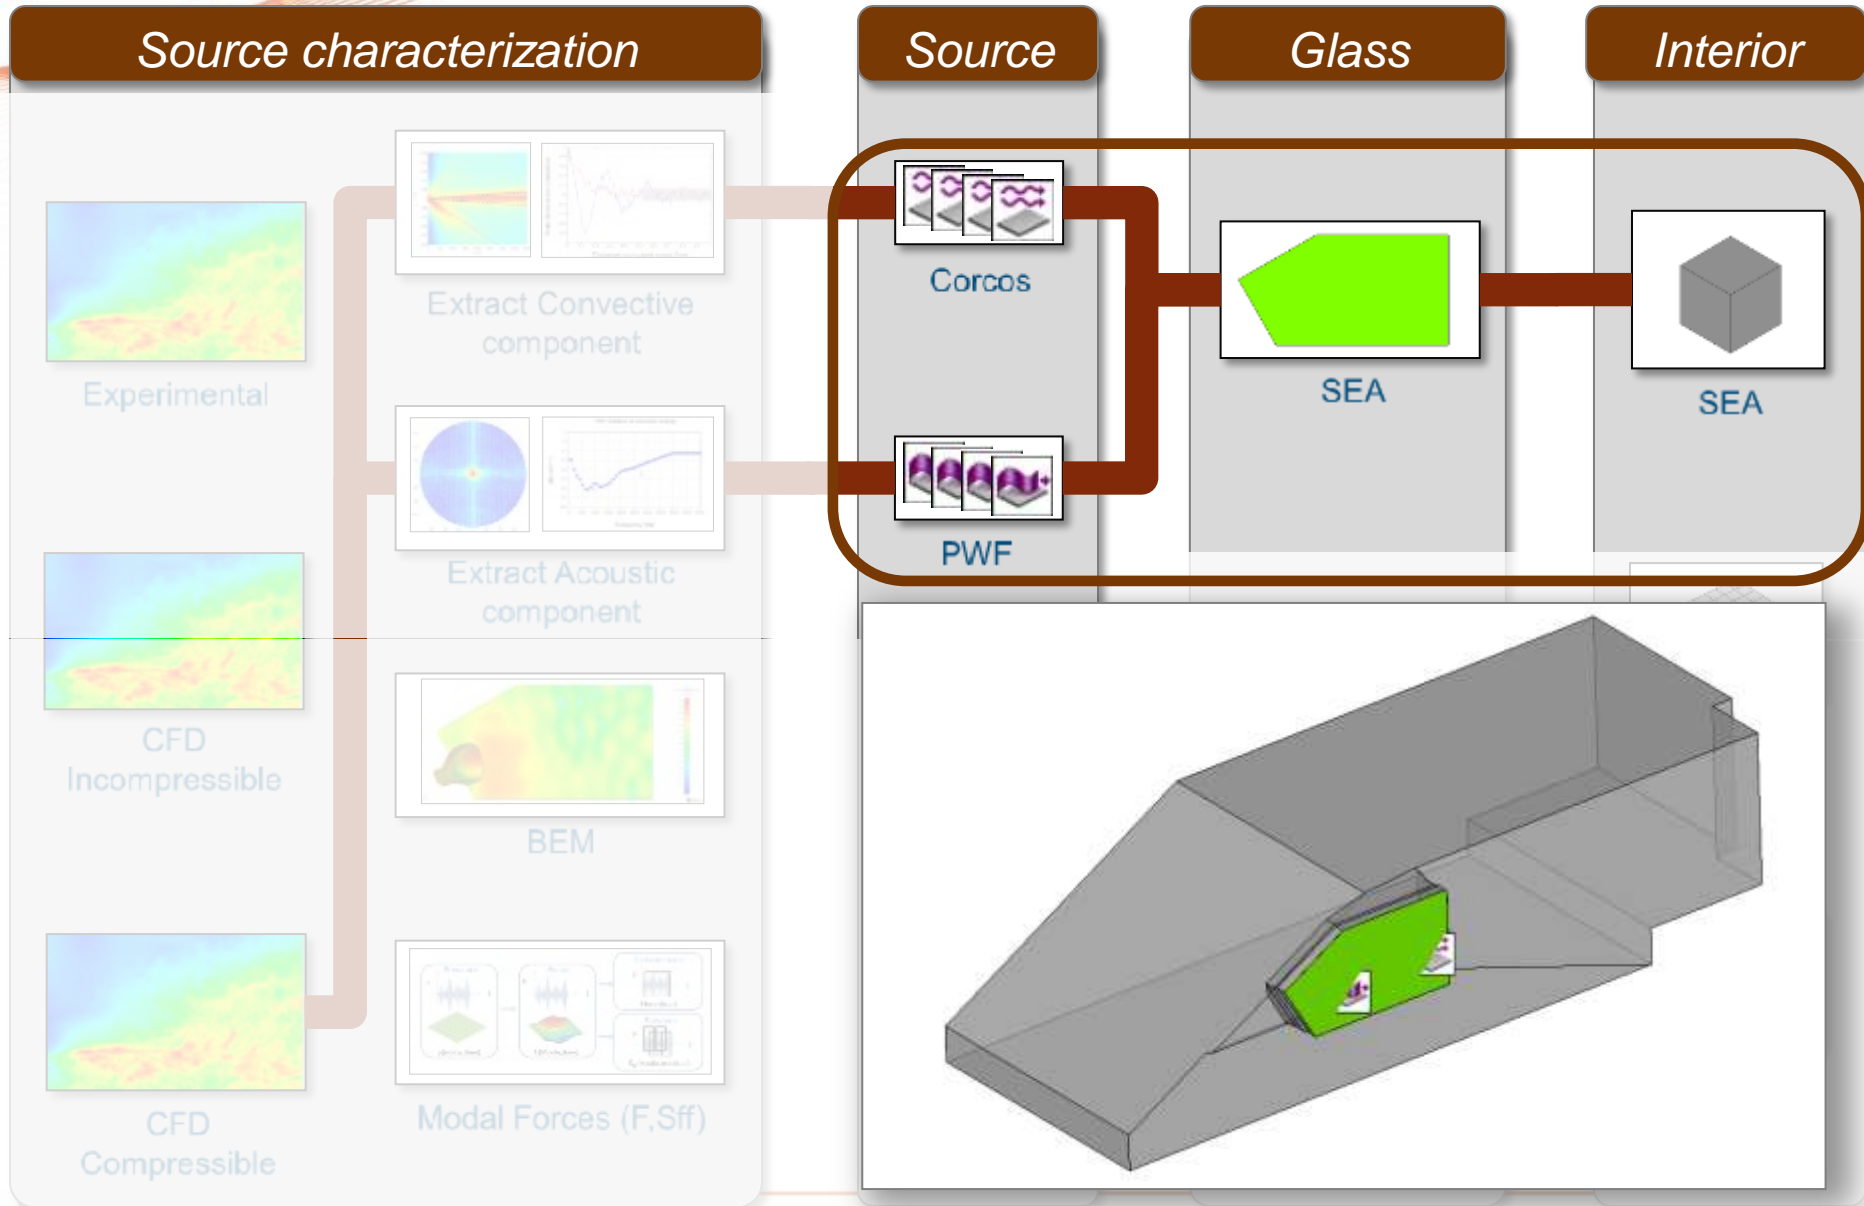 Source characterization
Source
Glass
Interior
Experimental
CFD
Incompressible
CFD
Compressible
Extract Convective
component
Extract Acoustic
component
BEM
Modal Forces (F,Sff)
Corcos
PWF
SEA
SEA